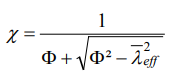 χ = 1 / (Φ + √(Φ² − λ̅²_eff))